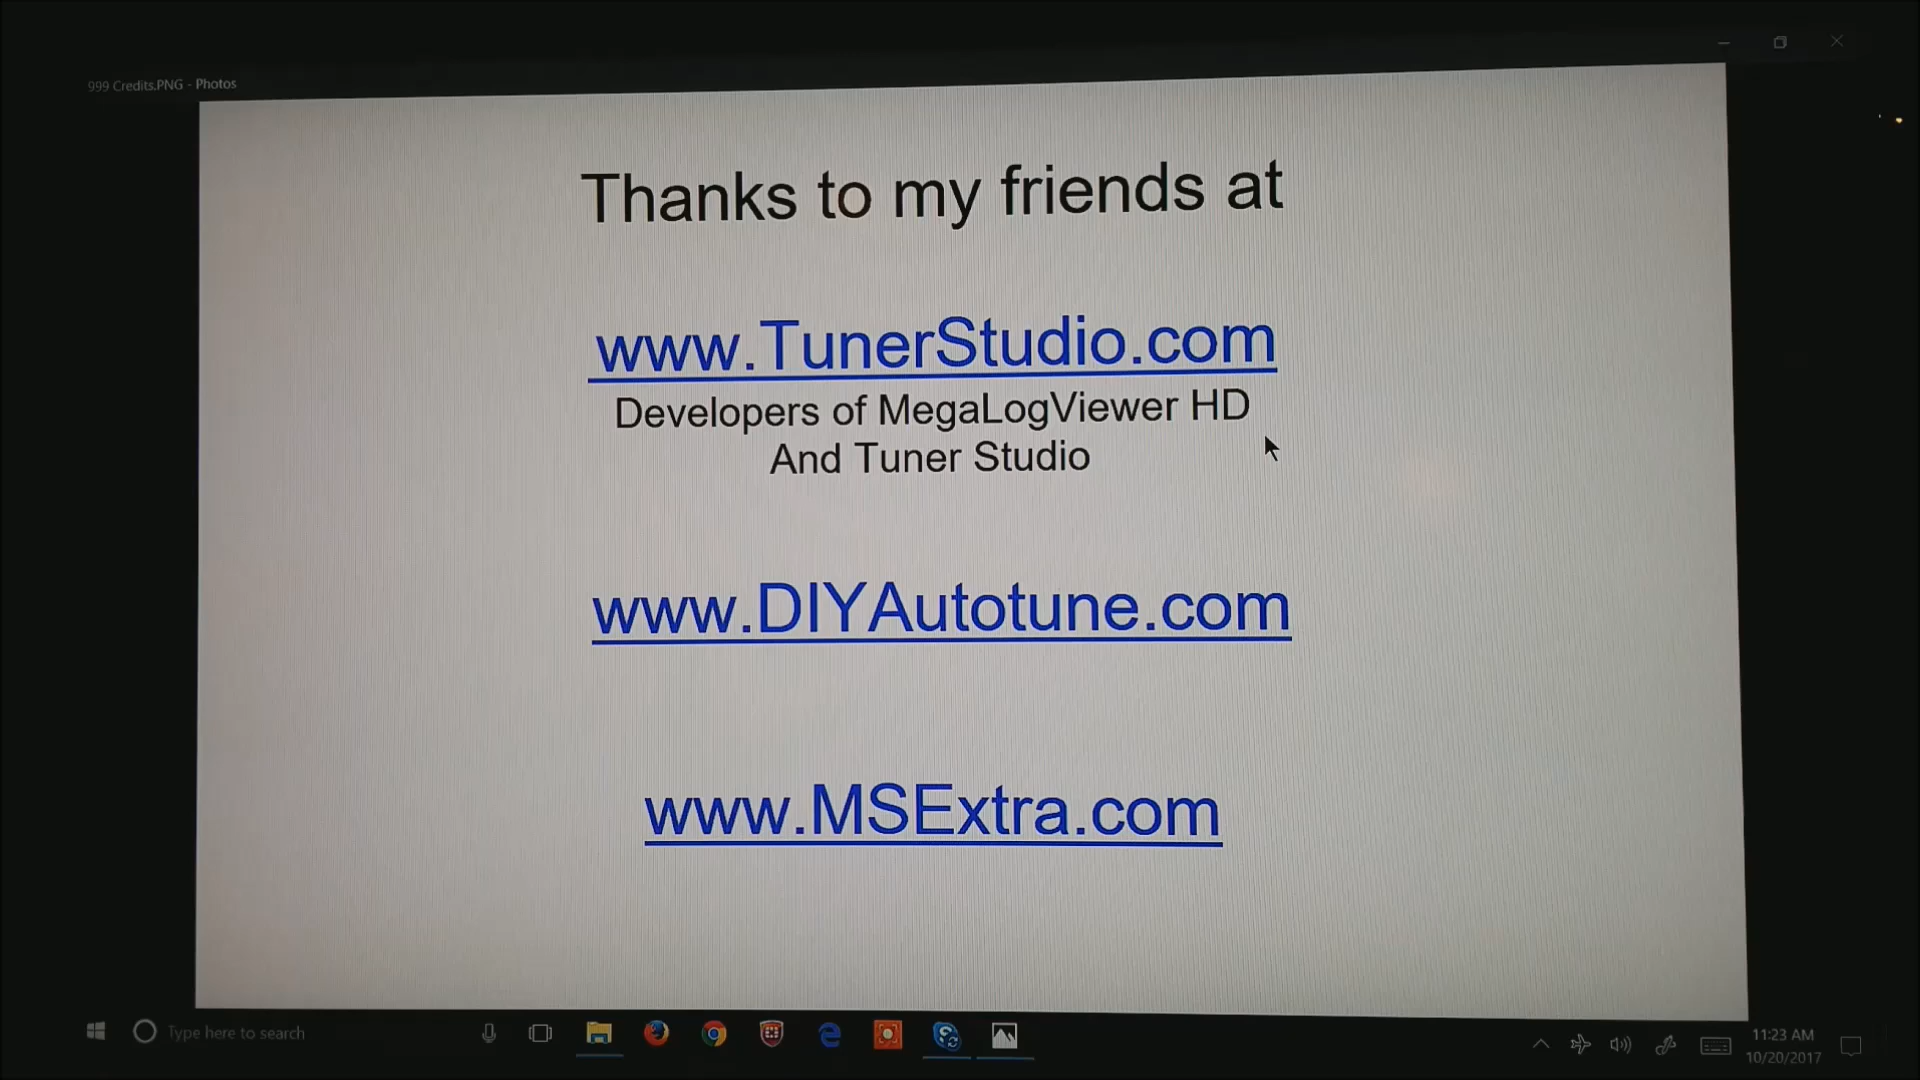 999 Credits.PNG - Photos
Thanks to my friends at
www.TunerStudio.com
Developers of MegaLogViewer HD
And Tuner Studio
www.DIYAutotune.com
www.MSExtra.com
Type here to search
11:23 AM
10/20/2017